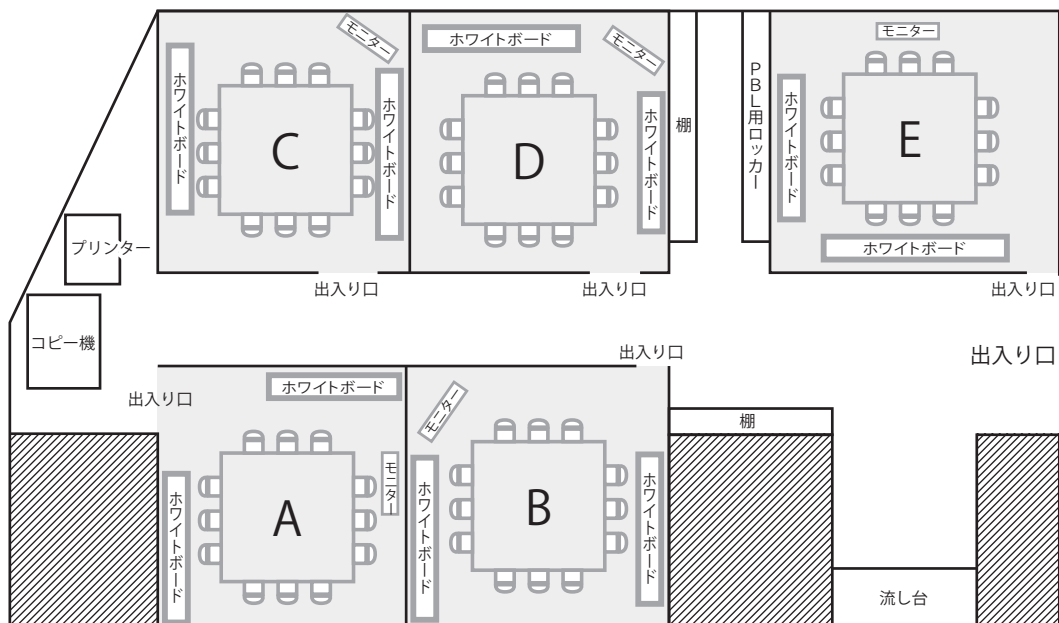 モニター
ホワイトボード
ホワイトボード
C
ホワイトボード
モニター
D
ホワイトボード
棚
PBL用ロッカー
モニター
ホワイトボード
E
ホワイトボード
プリンター
出入り口
出入り口
出入り口
コピー機
出入り口
出入り口
出入り口
ホワイトボード
モニター
棚
ホワイトボード
A
モニター
ホワイトボード
B
ホワイトボード
流し台